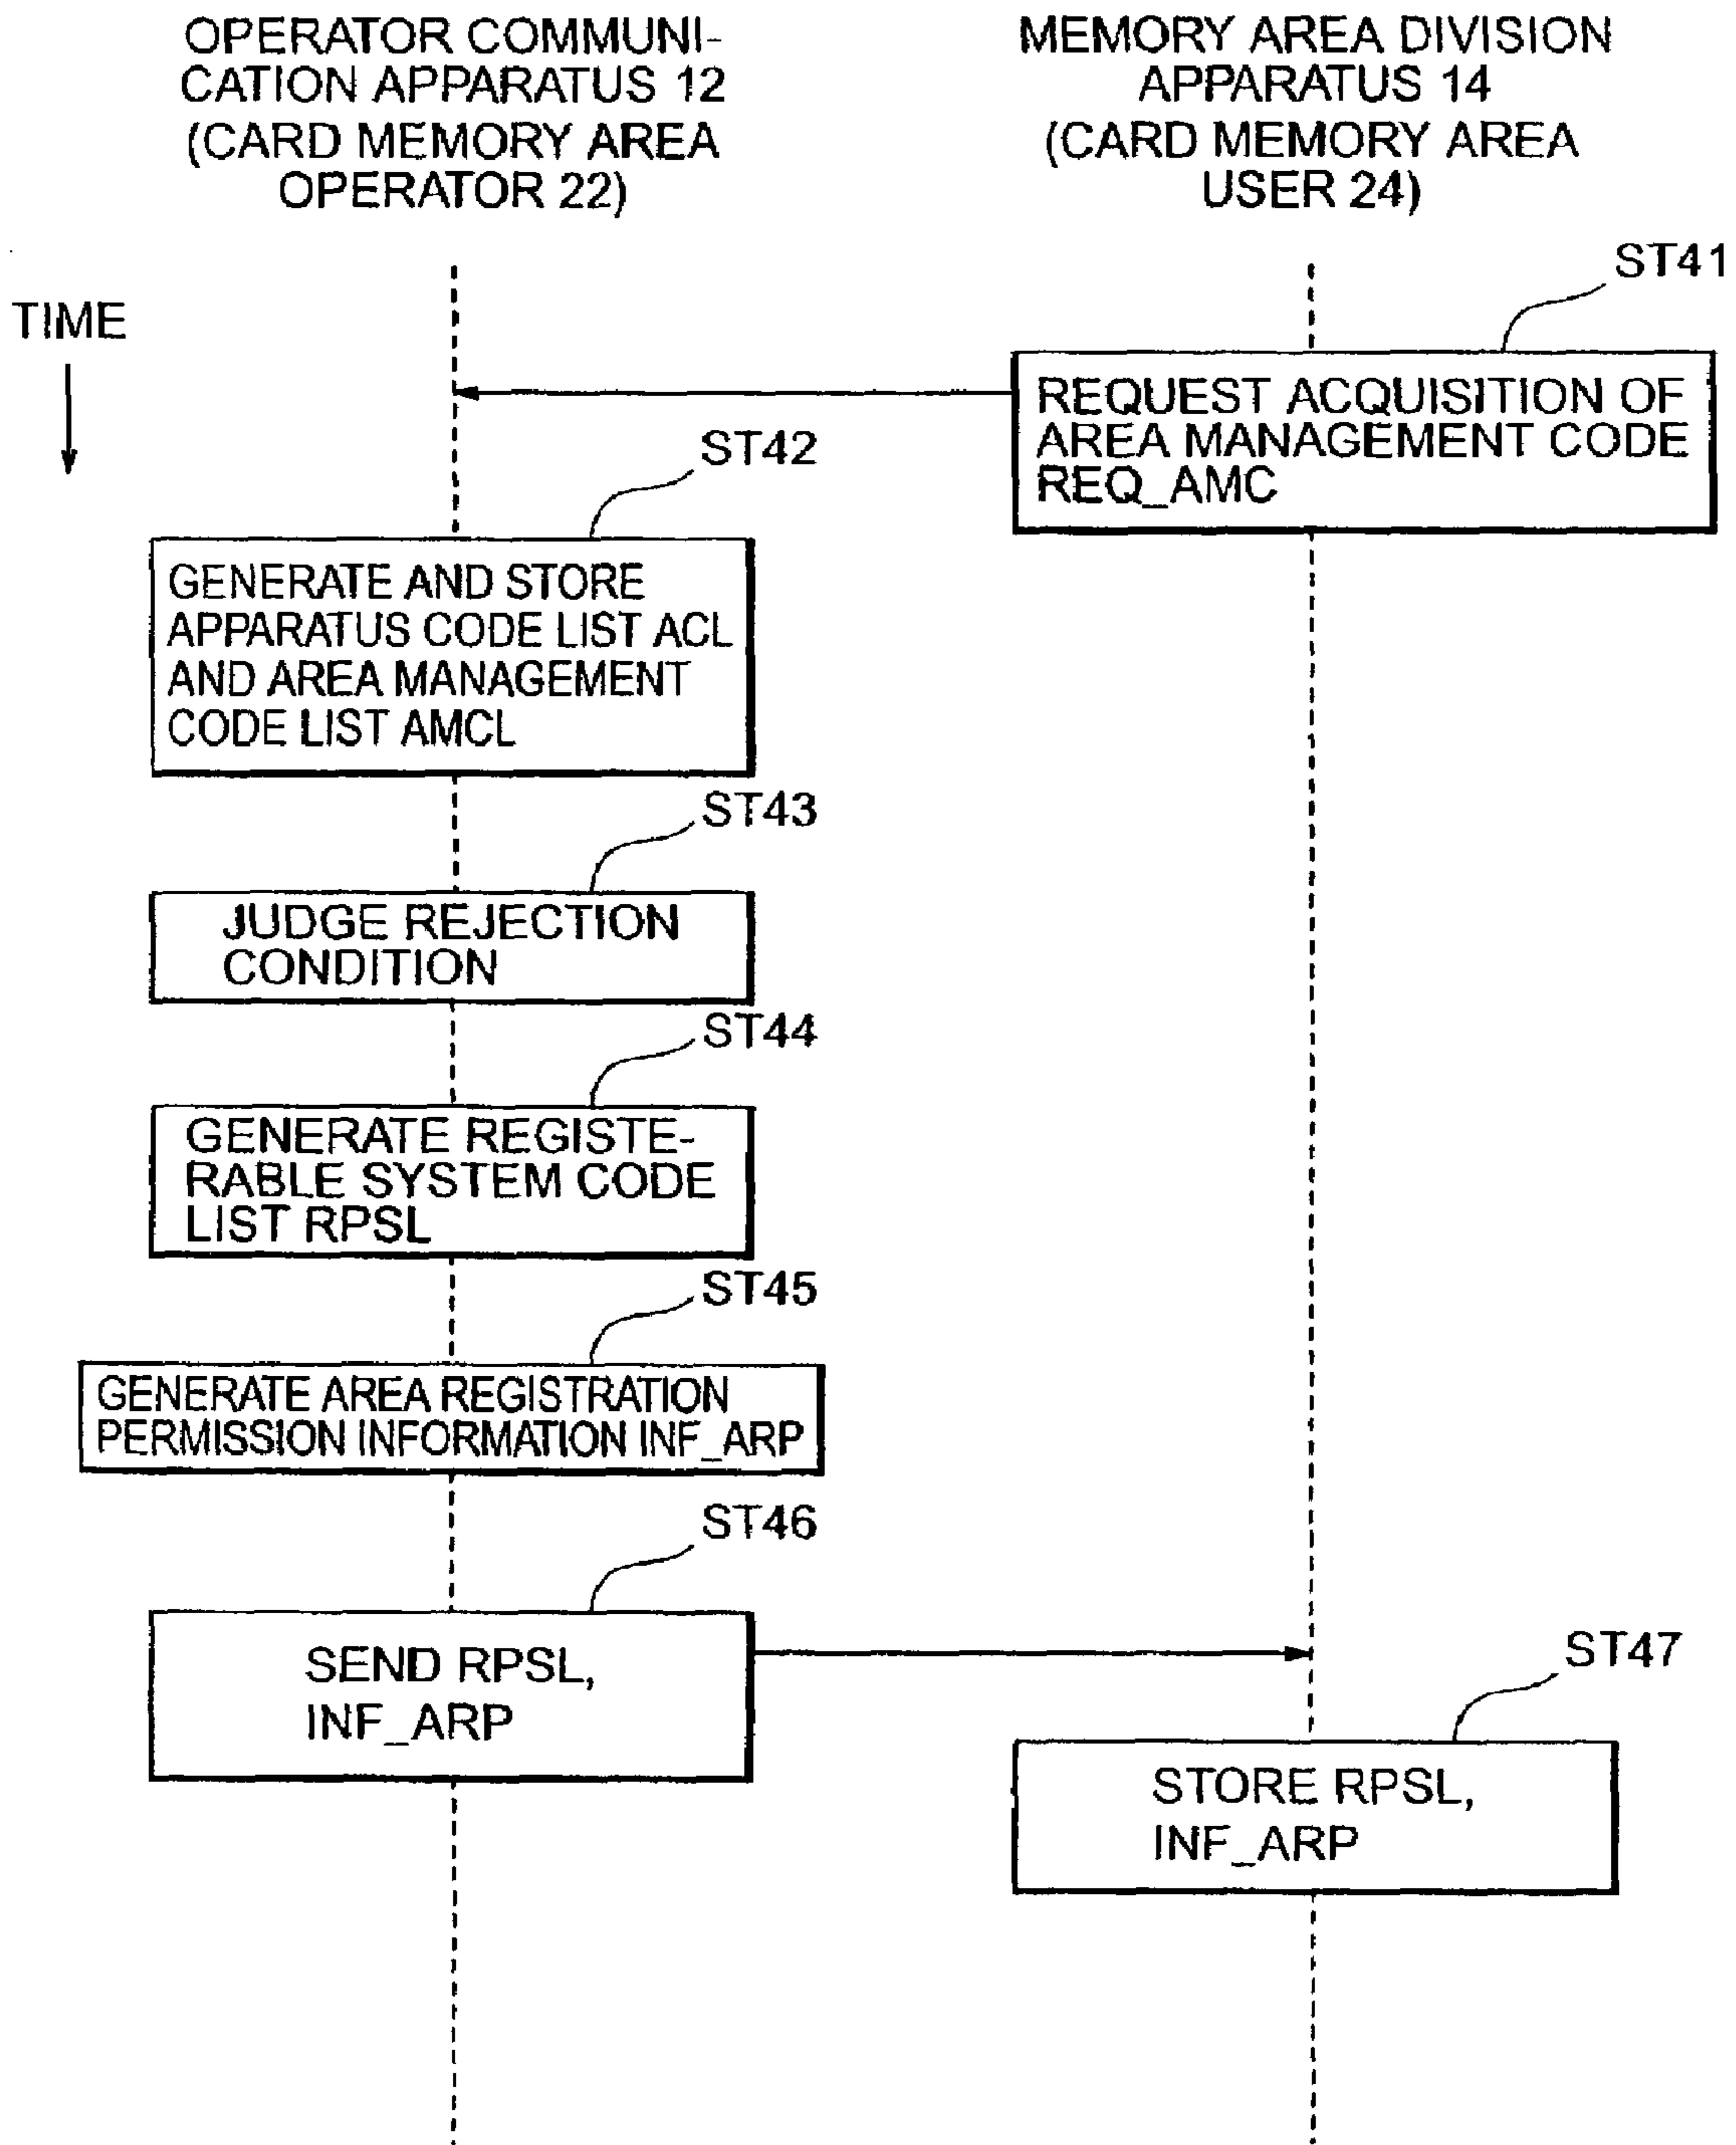 OPERATOR COMMUNI-
CATION APPARATUS 12
(CARD MEMORY AREA
OPERATOR 22)
MEMORY AREA DIVISION
APPARATUS 14
(CARD MEMORY AREA
USER 24)
TIME
ST41
REQUEST ACQUISITION OF
AREA MANAGEMENT CODE
REQ_AMC
ST42
GENERATE AND STORE
APPARATUS CODE LIST ACL
AND AREA MANAGEMENT
CODE LIST AMCL
ST43
JUDGE REJECTION
CONDITION
ST44
GENERATE REGISTE-
RABLE SYSTEM CODE
LIST RPSL
ST45
GENERATE AREA REGISTRATION
PERMISSION INFORMATION INF_ARP
ST46
SEND RPSL,
INF_ARP
ST47
STORE RPSL,
INF_ARP